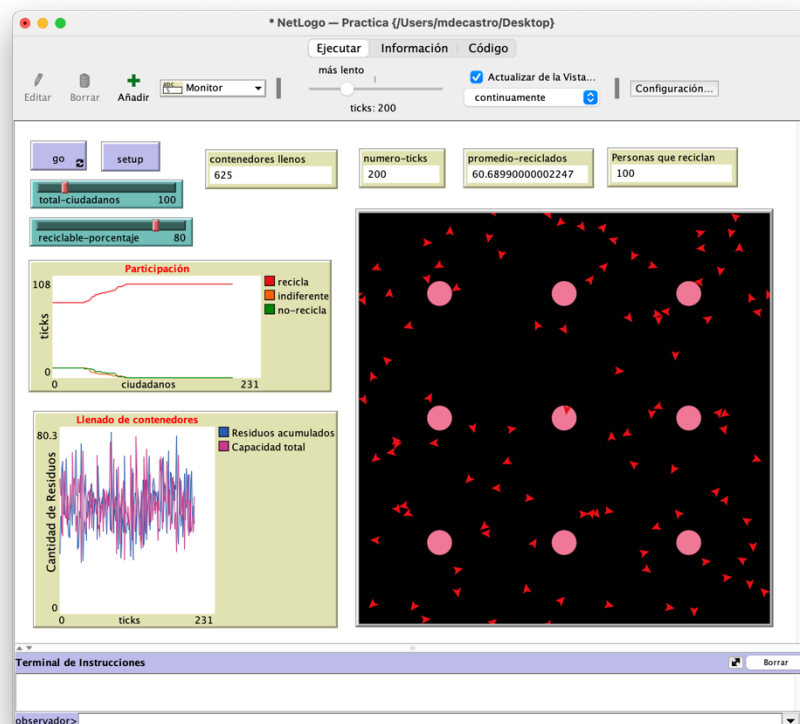 * NetLogo — Practica {/Users/mdecastro/Desktop}
Ejecutar Información Código
más lento
ticks: 200
Editar Borrar Añadir
abc Monitor
Actualizar de la Vista...
continuamente
Configuración...
go
setup
contenedores llenos
625
numero-ticks
200
promedio-reciclados
60.68990000002247
Personas que reciclan
100
total-ciudadanos 100
reciclable-porcentaje 80
Participación
108
ticks
0
0 ciudadanos 231
recicla
indiferente
no-recicla
Llenado de contenedores
80.3
Cantidad de Residuos
0
0 ticks 231
Residuos acumulados
Capacidad total
Terminal de Instrucciones
Borrar
observador>